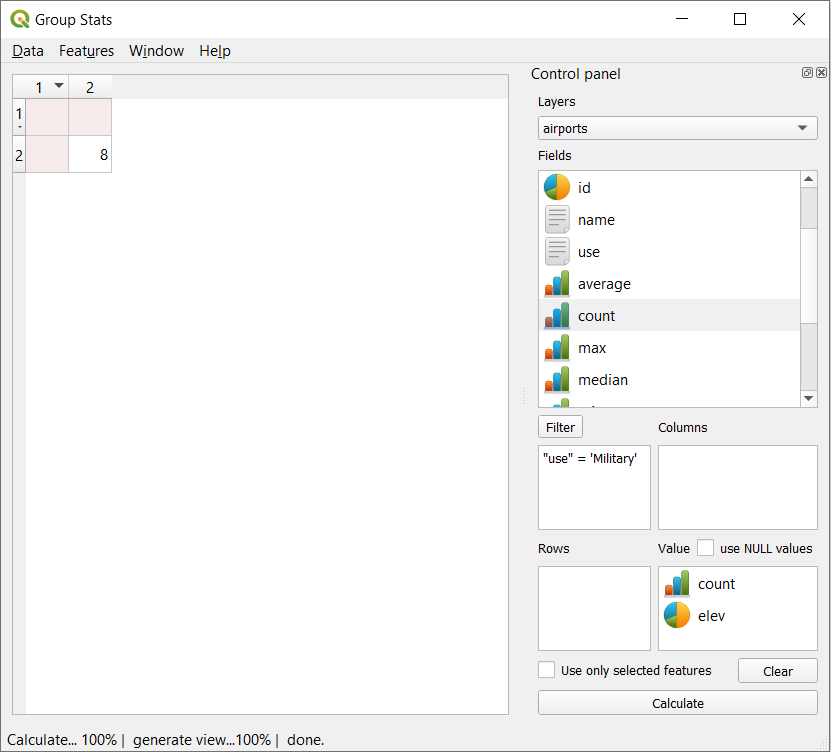 Group Stats
Data Features Window Help
1 2
1
2 8
Control panel
Layers
airports
Fields
id
name
use
average
count
max
median
Filter Columns
"use" = 'Military'
Rows Value use NULL values
count
elev
Use only selected features Clear
Calculate
Calculate... 100% | generate view...100% | done.